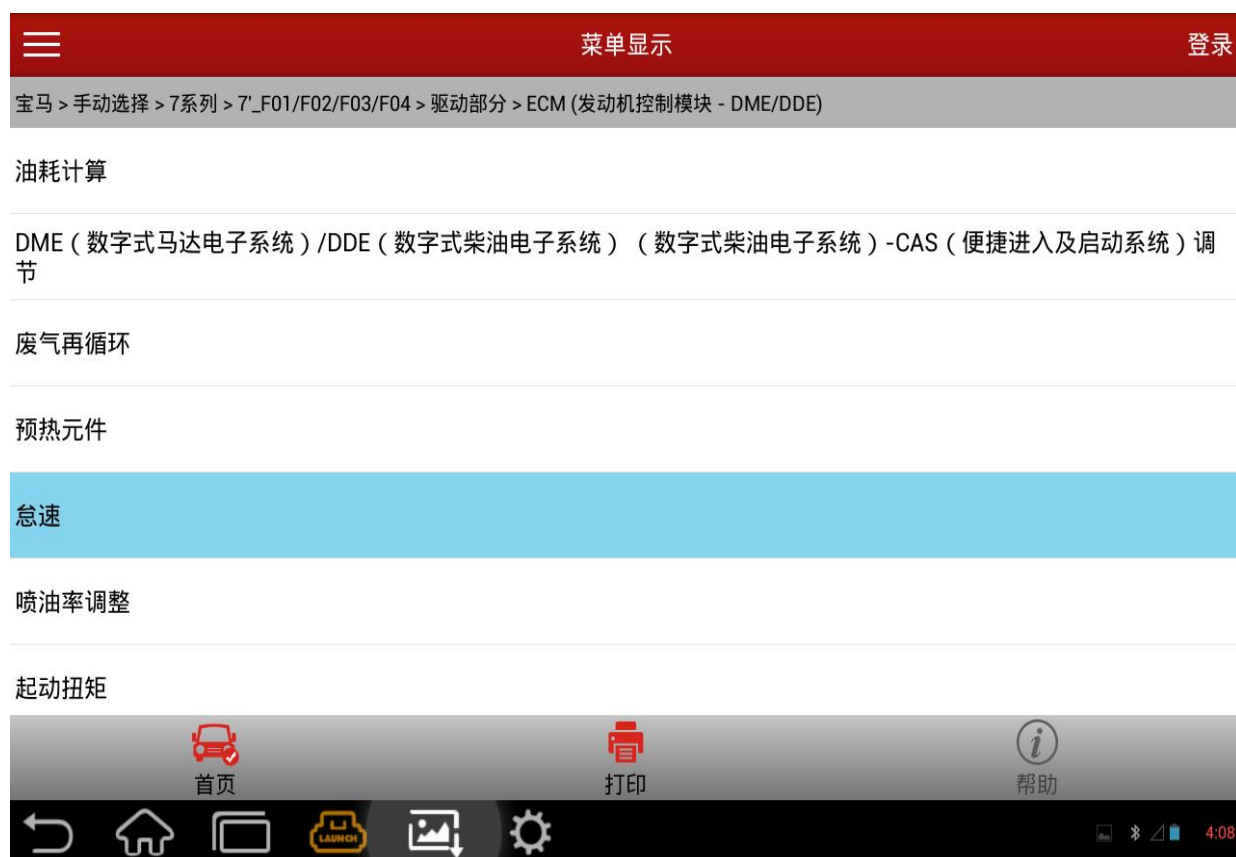 菜单显示
登录
宝马 > 手动选择 > 7系列 > 7'_F01/F02/F03/F04 > 驱动部分 > ECM (发动机控制模块 - DME/DDE)
油耗计算
DME（数字式马达电子系统）/DDE（数字式柴油电子系统）（数字式柴油电子系统）-CAS（便捷进入及启动系统）调
节
废气再循环
预热元件
怠速
喷油率调整
起动扭矩
首页
打印
帮助
LAUNCH
4:08